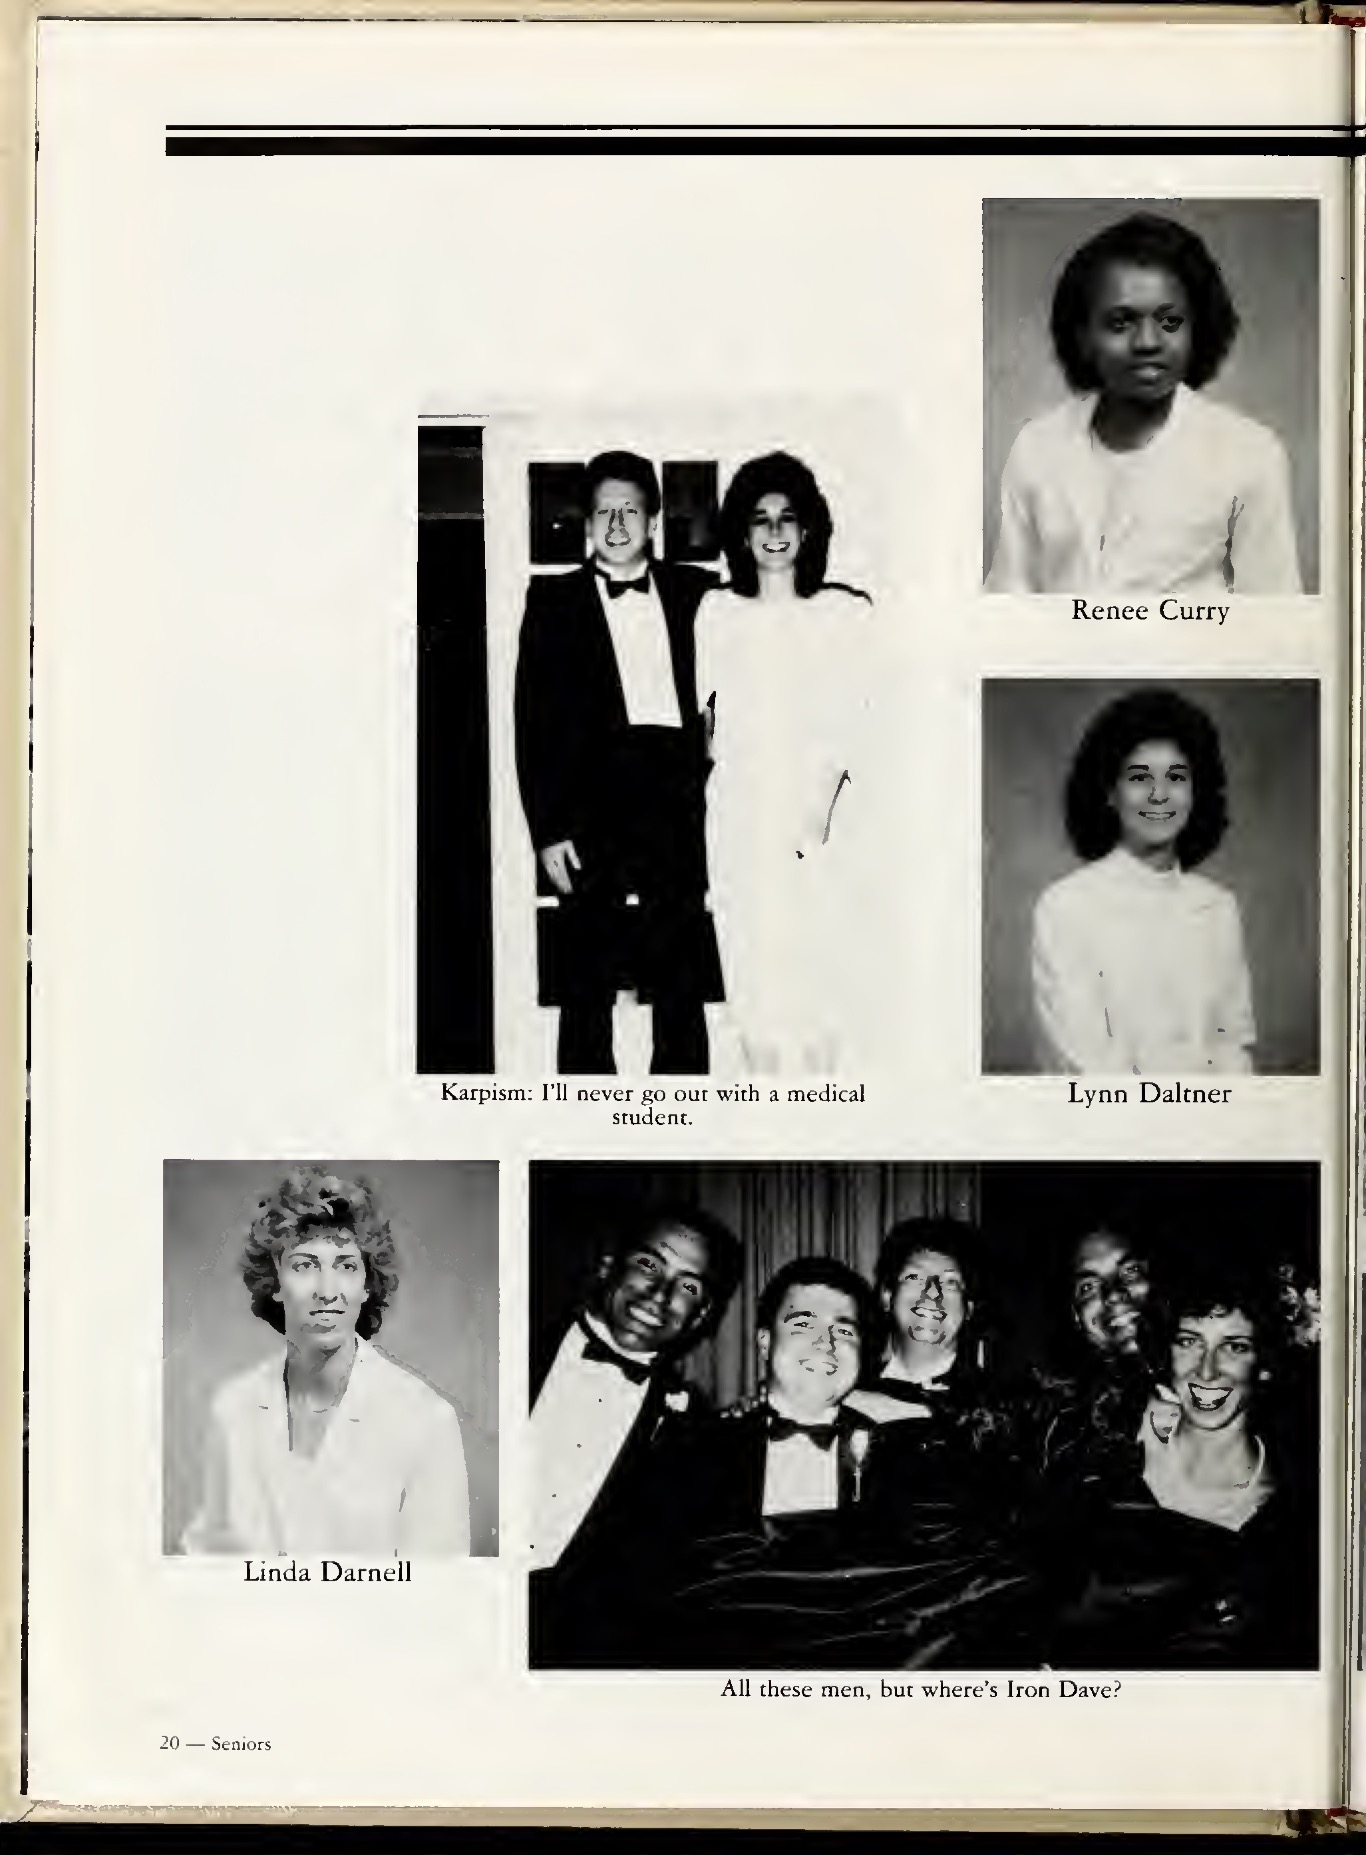 Renee Curry
Karpism: I'll never go out with a medical
student.
Lynn Daltner
Linda Darnell
All these men, but where's Iron Dave?
20 — Seniors